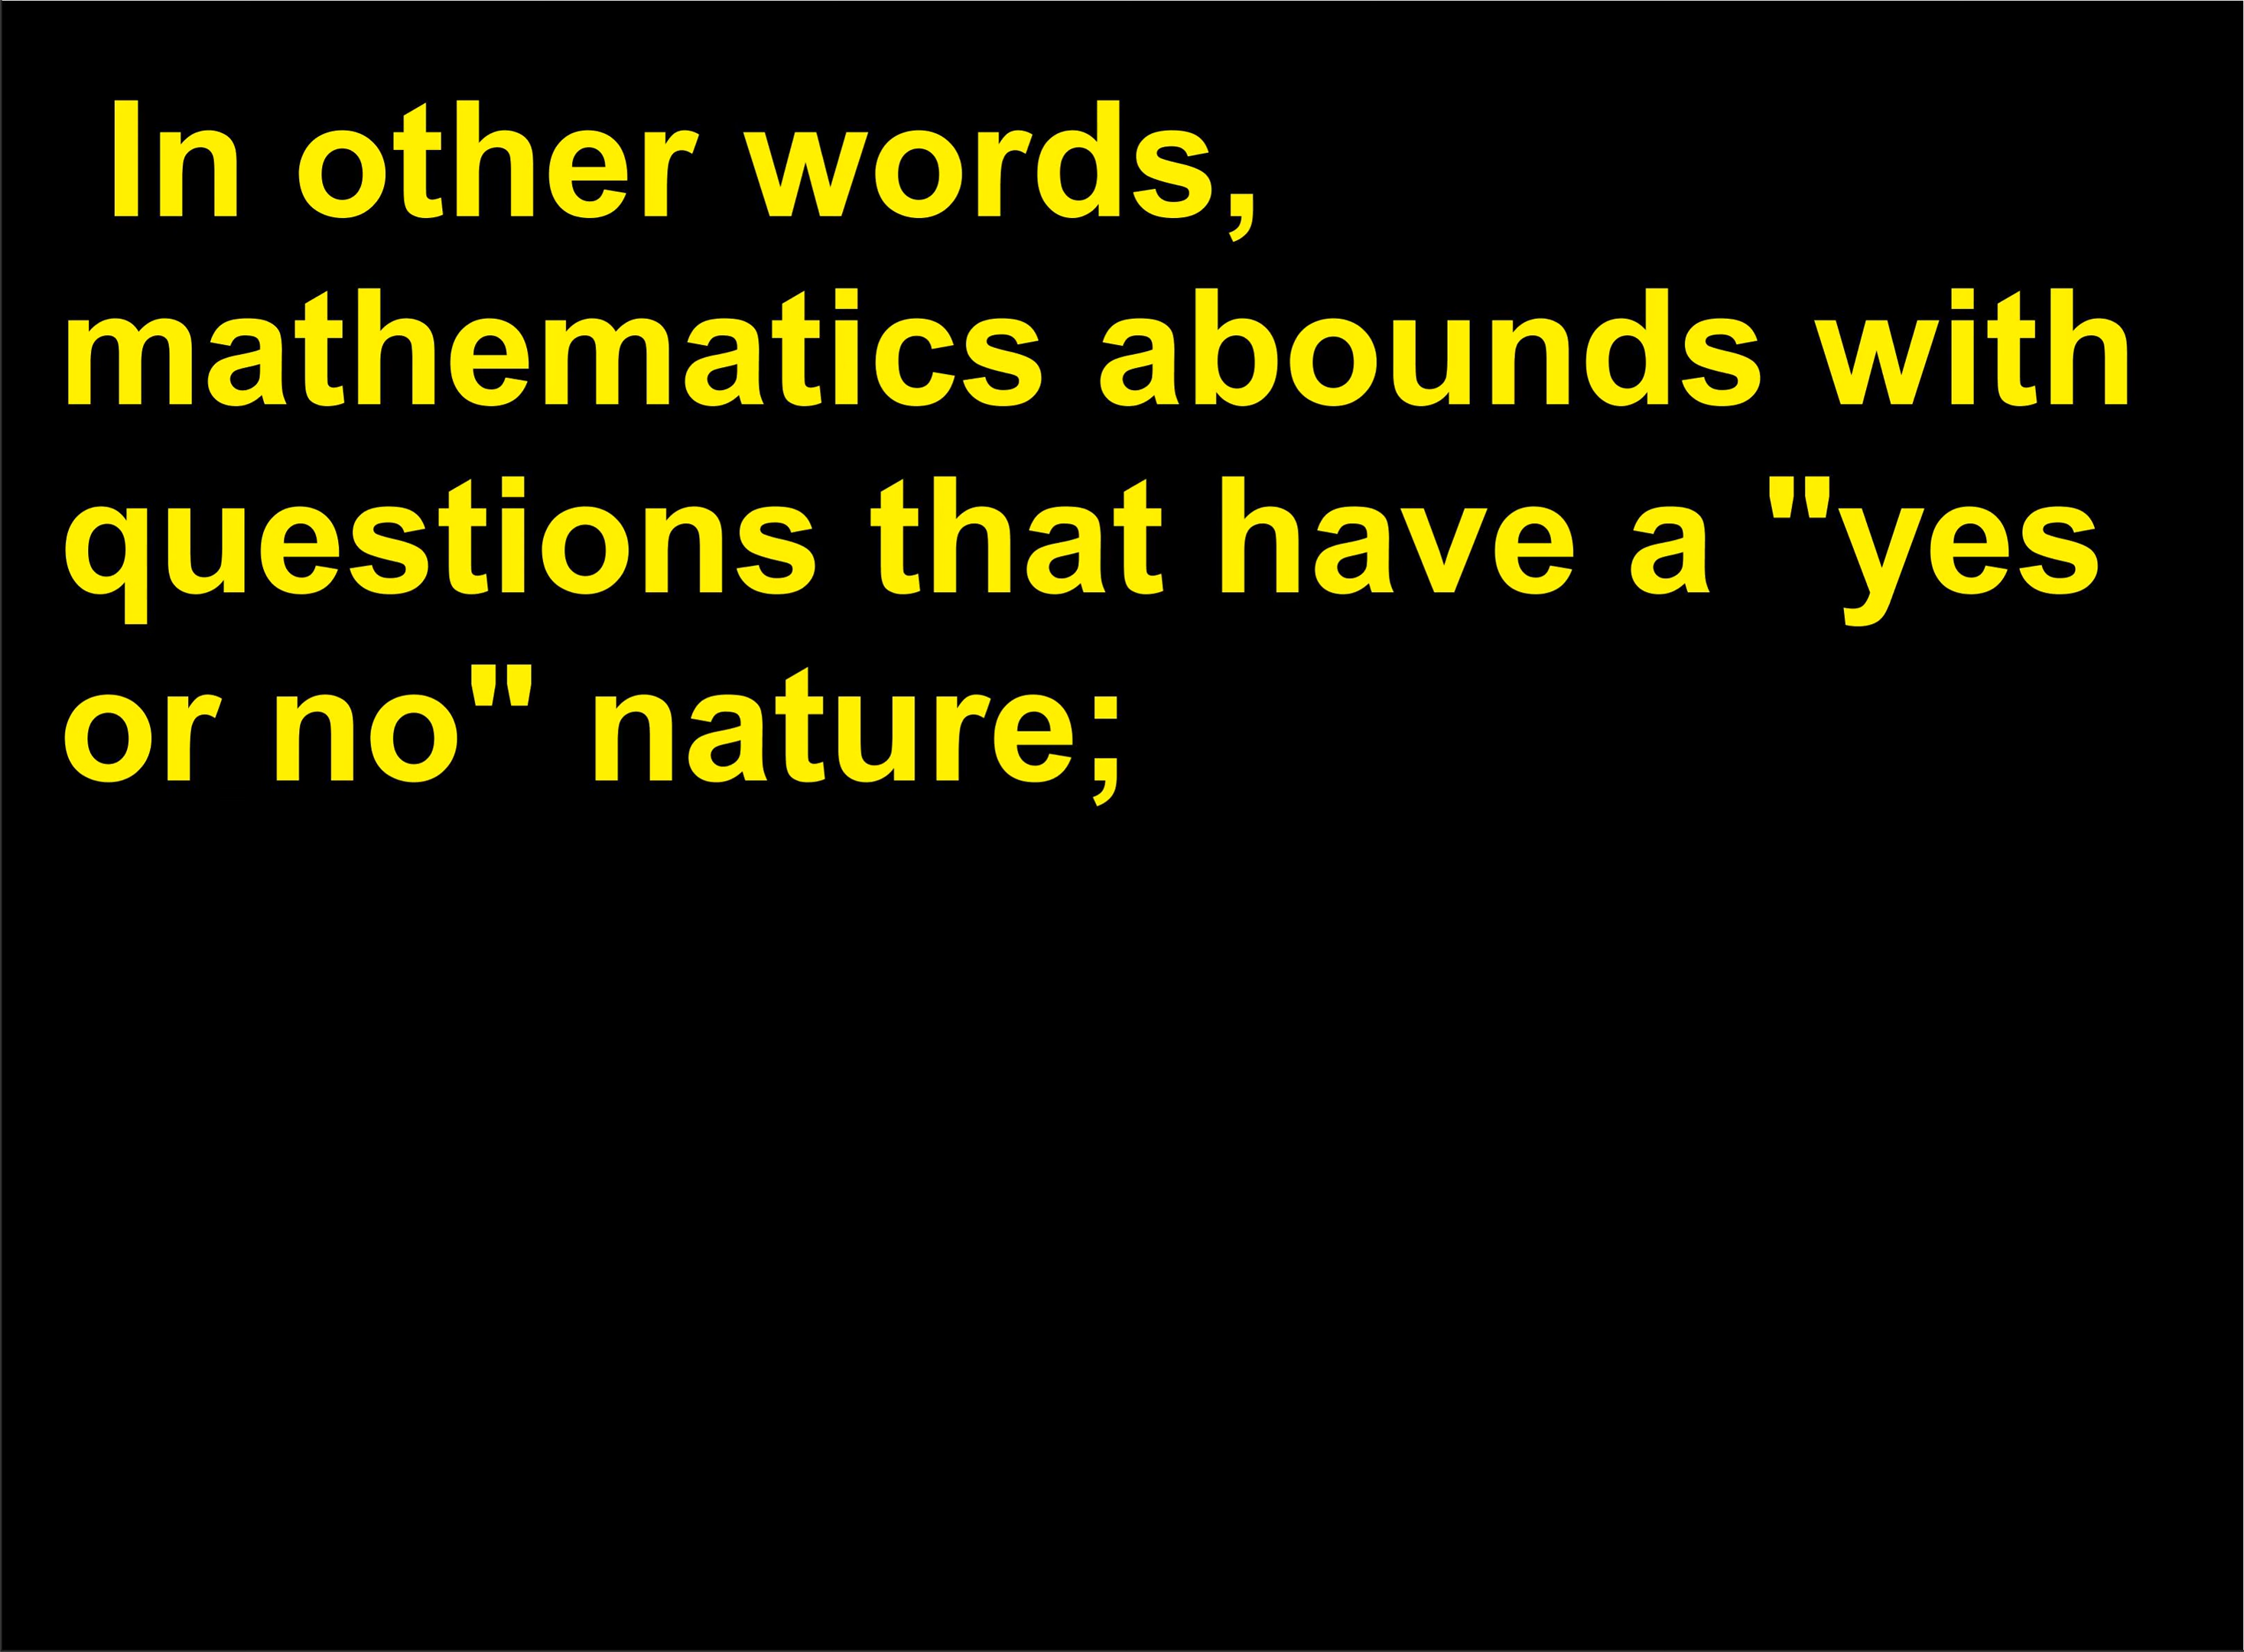 In other words,
mathematics abounds with
questions that have a "yes
or no" nature;